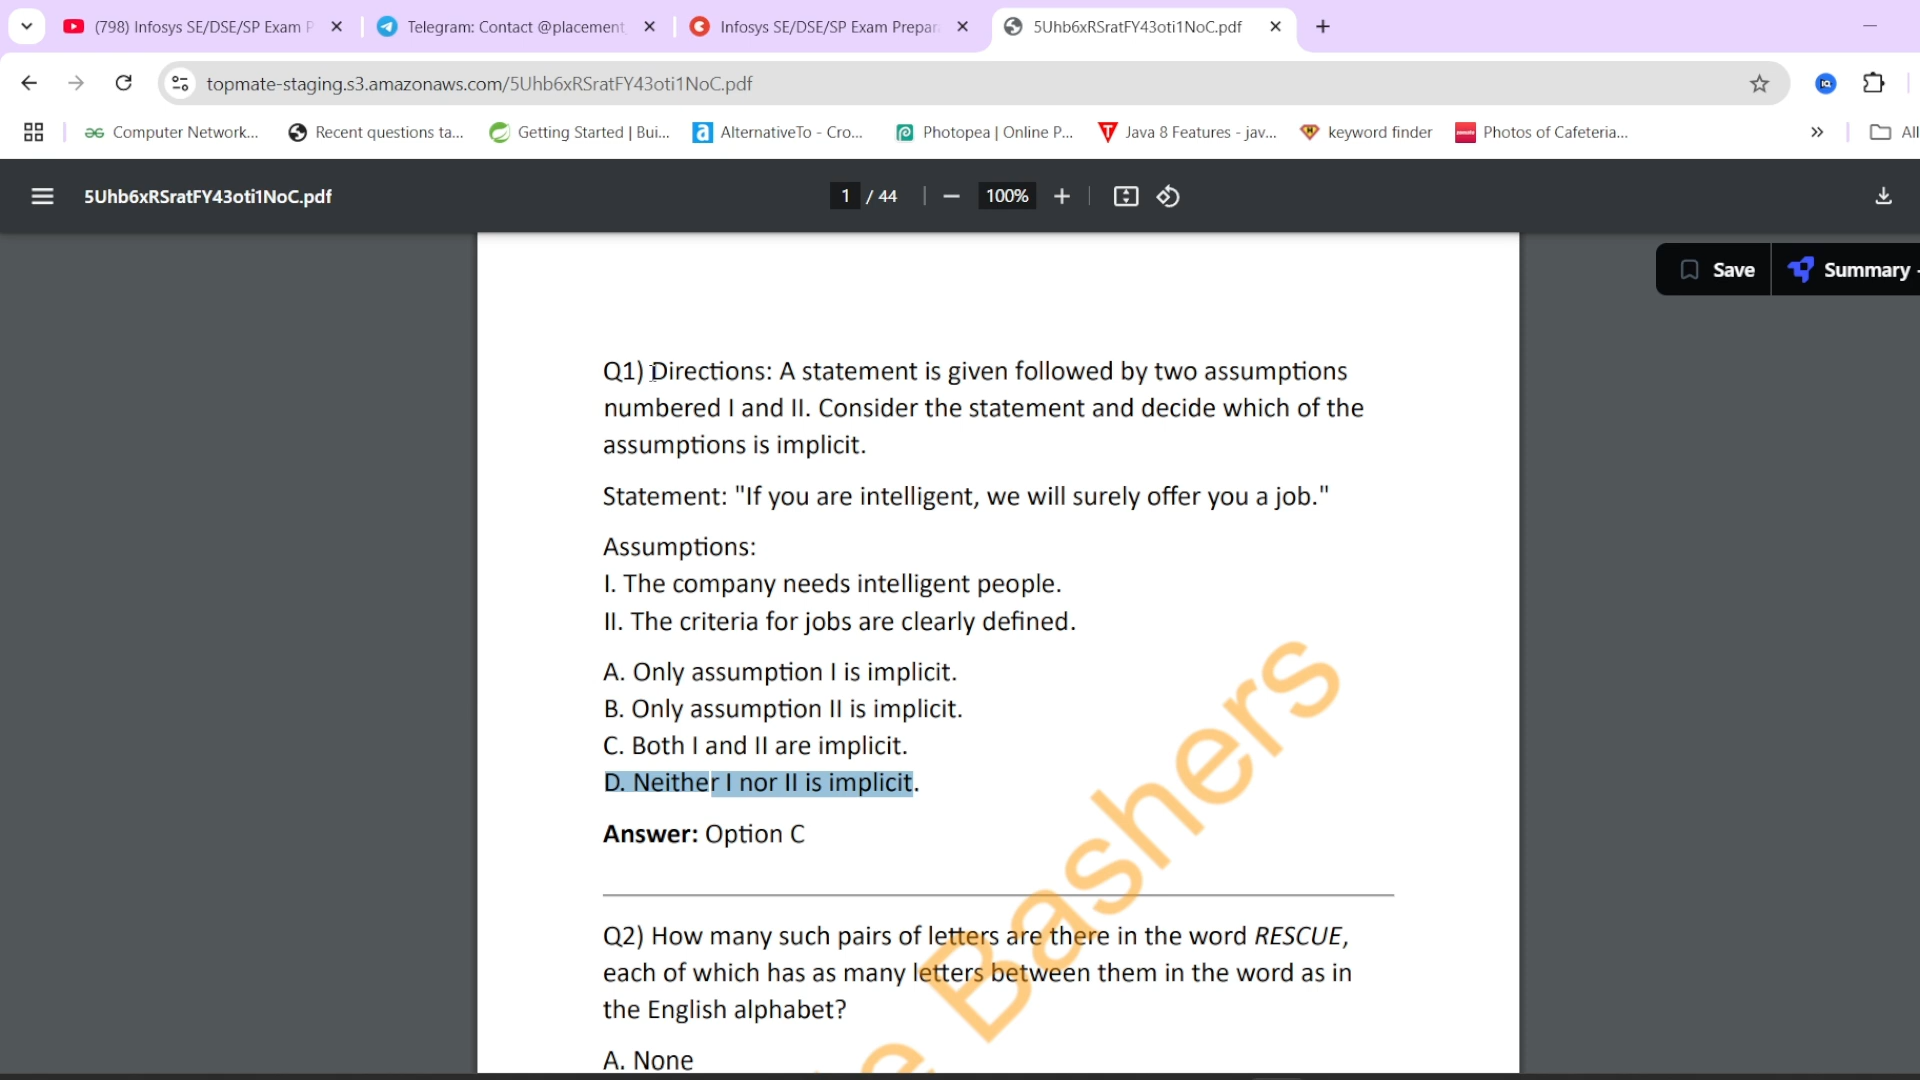 (798) Infosys SE/DSE/SP Exam P
Telegram: Contact @placement
Infosys SE/DSE/SP Exam Prepar
5Uhb6xRSratFY43oti1NoC.pdf
topmate-staging.s3.amazonaws.com/5Uhb6xRSratFY43oti1NoC.pdf
Computer Network...
Recent questions ta...
Getting Started | Bui...
AlternativeTo - Cro...
Photopea | Online P...
Java 8 Features - jav...
keyword finder
Photos of Cafeteria...
All
5Uhb6xRSratFY43oti1NoC.pdf
1 / 44
100%
Save
Summary
Q1) Directions: A statement is given followed by two assumptions
numbered I and II. Consider the statement and decide which of the
assumptions is implicit.
Statement: "If you are intelligent, we will surely offer you a job."
Assumptions:
I. The company needs intelligent people.
II. The criteria for jobs are clearly defined.
A. Only assumption I is implicit.
B. Only assumption II is implicit.
C. Both I and II are implicit.
D. Neither I nor II is implicit.
Answer: Option C
Q2) How many such pairs of letters are there in the word RESCUE,
each of which has as many letters between them in the word as in
the English alphabet?
A. None
Bashers